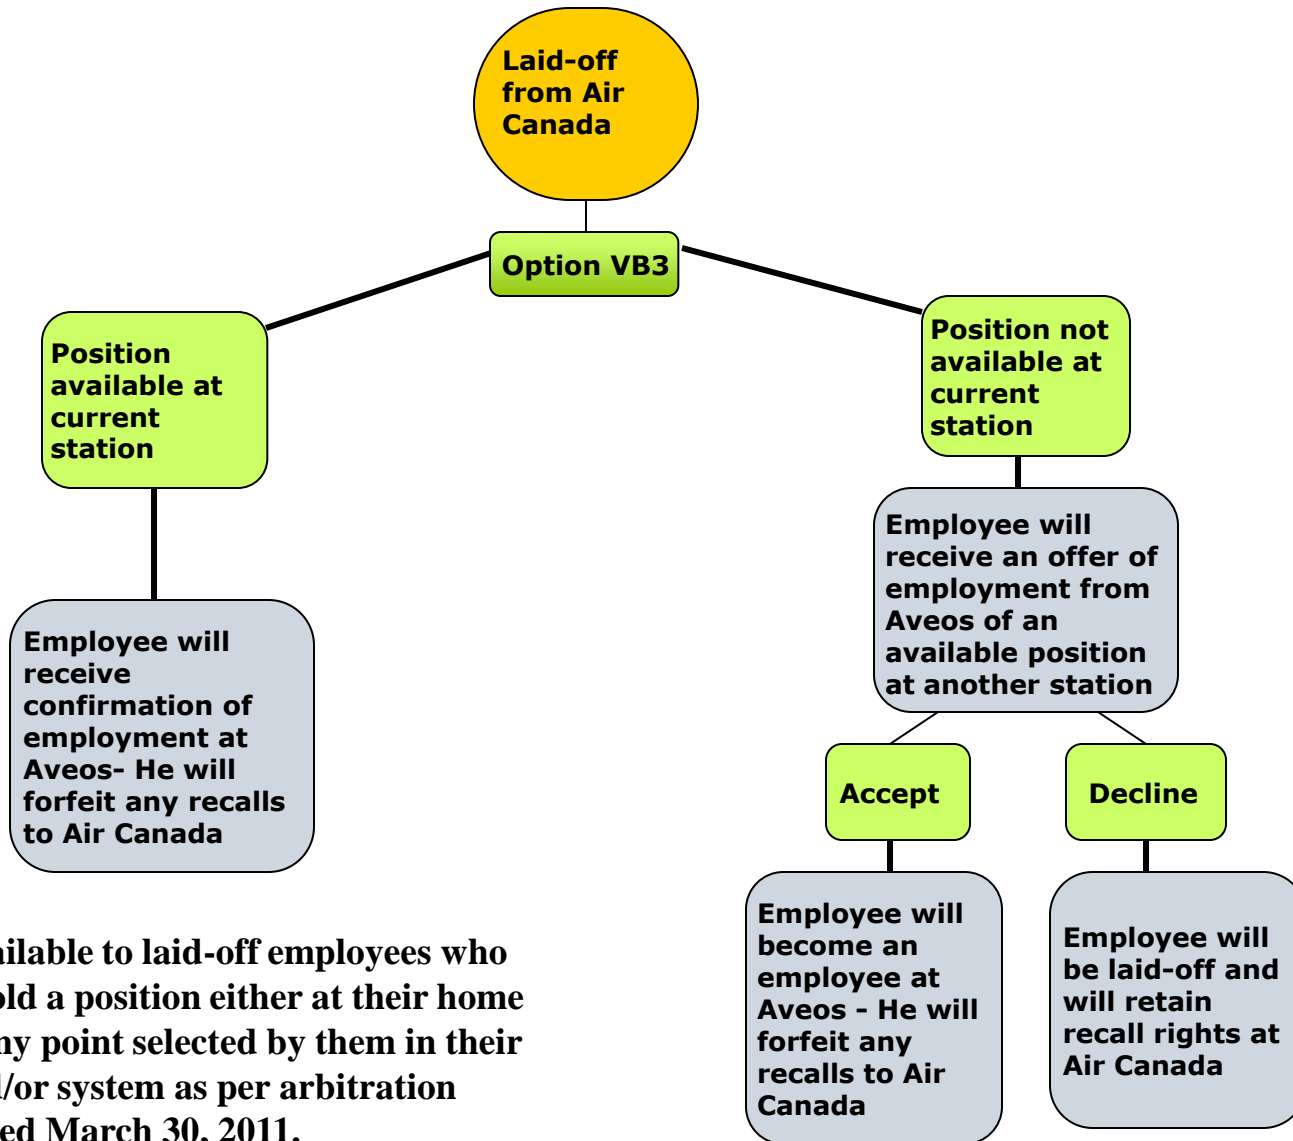 Laid-off
from Air
Canada
Option VB3
Position
available at
current
station
Position not
available at
current
station
Employee will
receive an offer of
employment from
Aveos of an
available position
at another station
Employee will
receive
confirmation of
employment at
Aveos- He will
forfeit any recalls
to Air Canada
Accept
Decline
Employee will
become an
employee at
Aveos - He will
forfeit any
recalls to Air
Canada
Employee will
be laid-off and
will retain
recall rights at
Air Canada
to laid-off employees who
a position either at their home
point selected by them in their
system as per arbitration
March 30, 2011.